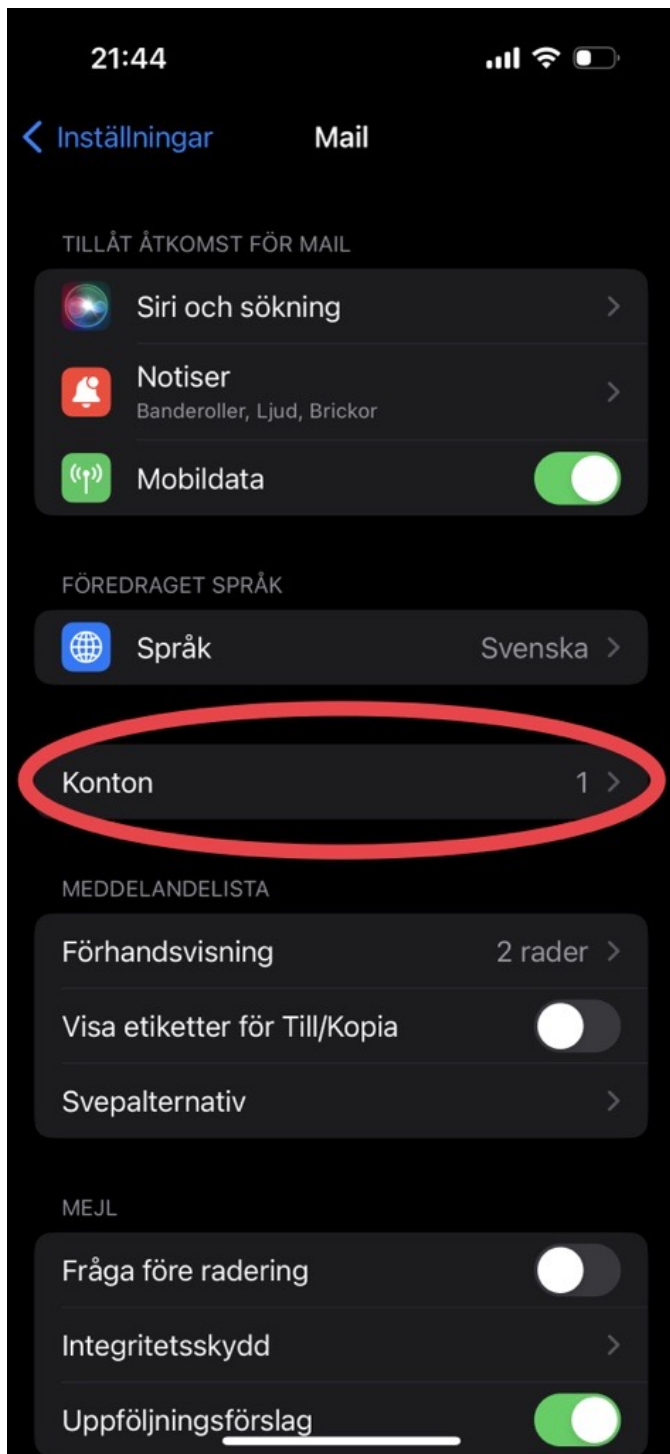 21:44
Inställningar
Mail
TILLÅT ÅTKOMST FÖR MAIL
Siri och sökning
Notiser
Banderoller, Ljud, Brickor
Mobildata
FÖREDRAGET SPRÅK
Språk Svenska
Konton 1
MEDDELANDELISTA
Förhandsvisning 2 rader
Visa etiketter för Till/Kopia
Svepalternativ
MEJL
Fråga före radering
Integritetsskydd
Uppföljningsförslag